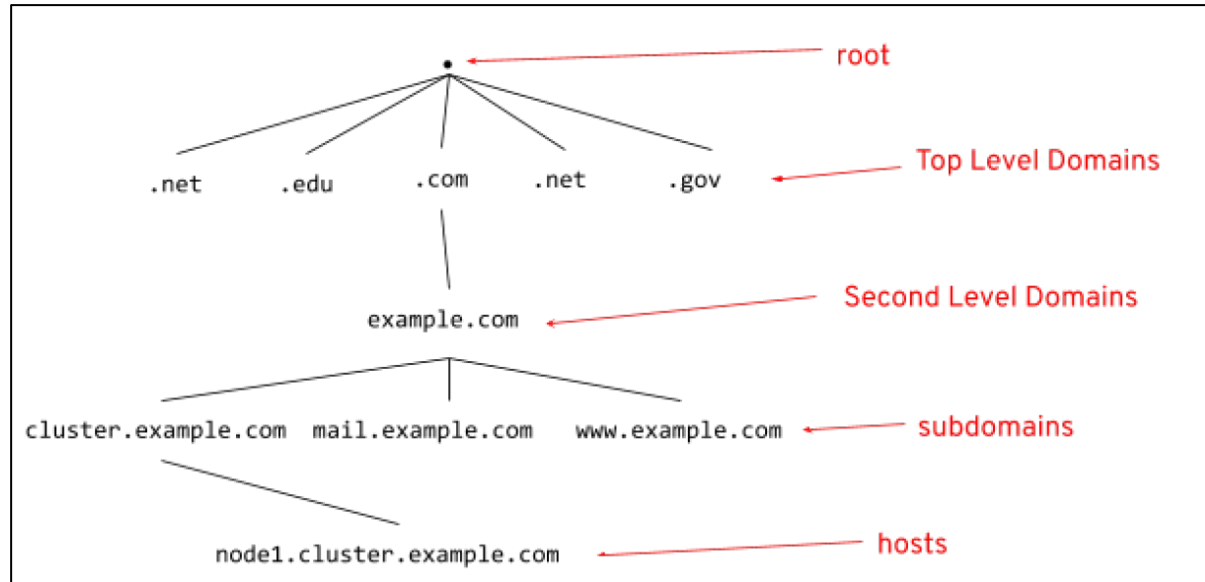 root
.net .edu .com .net .gov
Top Level Domains
example.com
Second Level Domains
cluster.example.com mail.example.com www.example.com
subdomains
node1.cluster.example.com
hosts